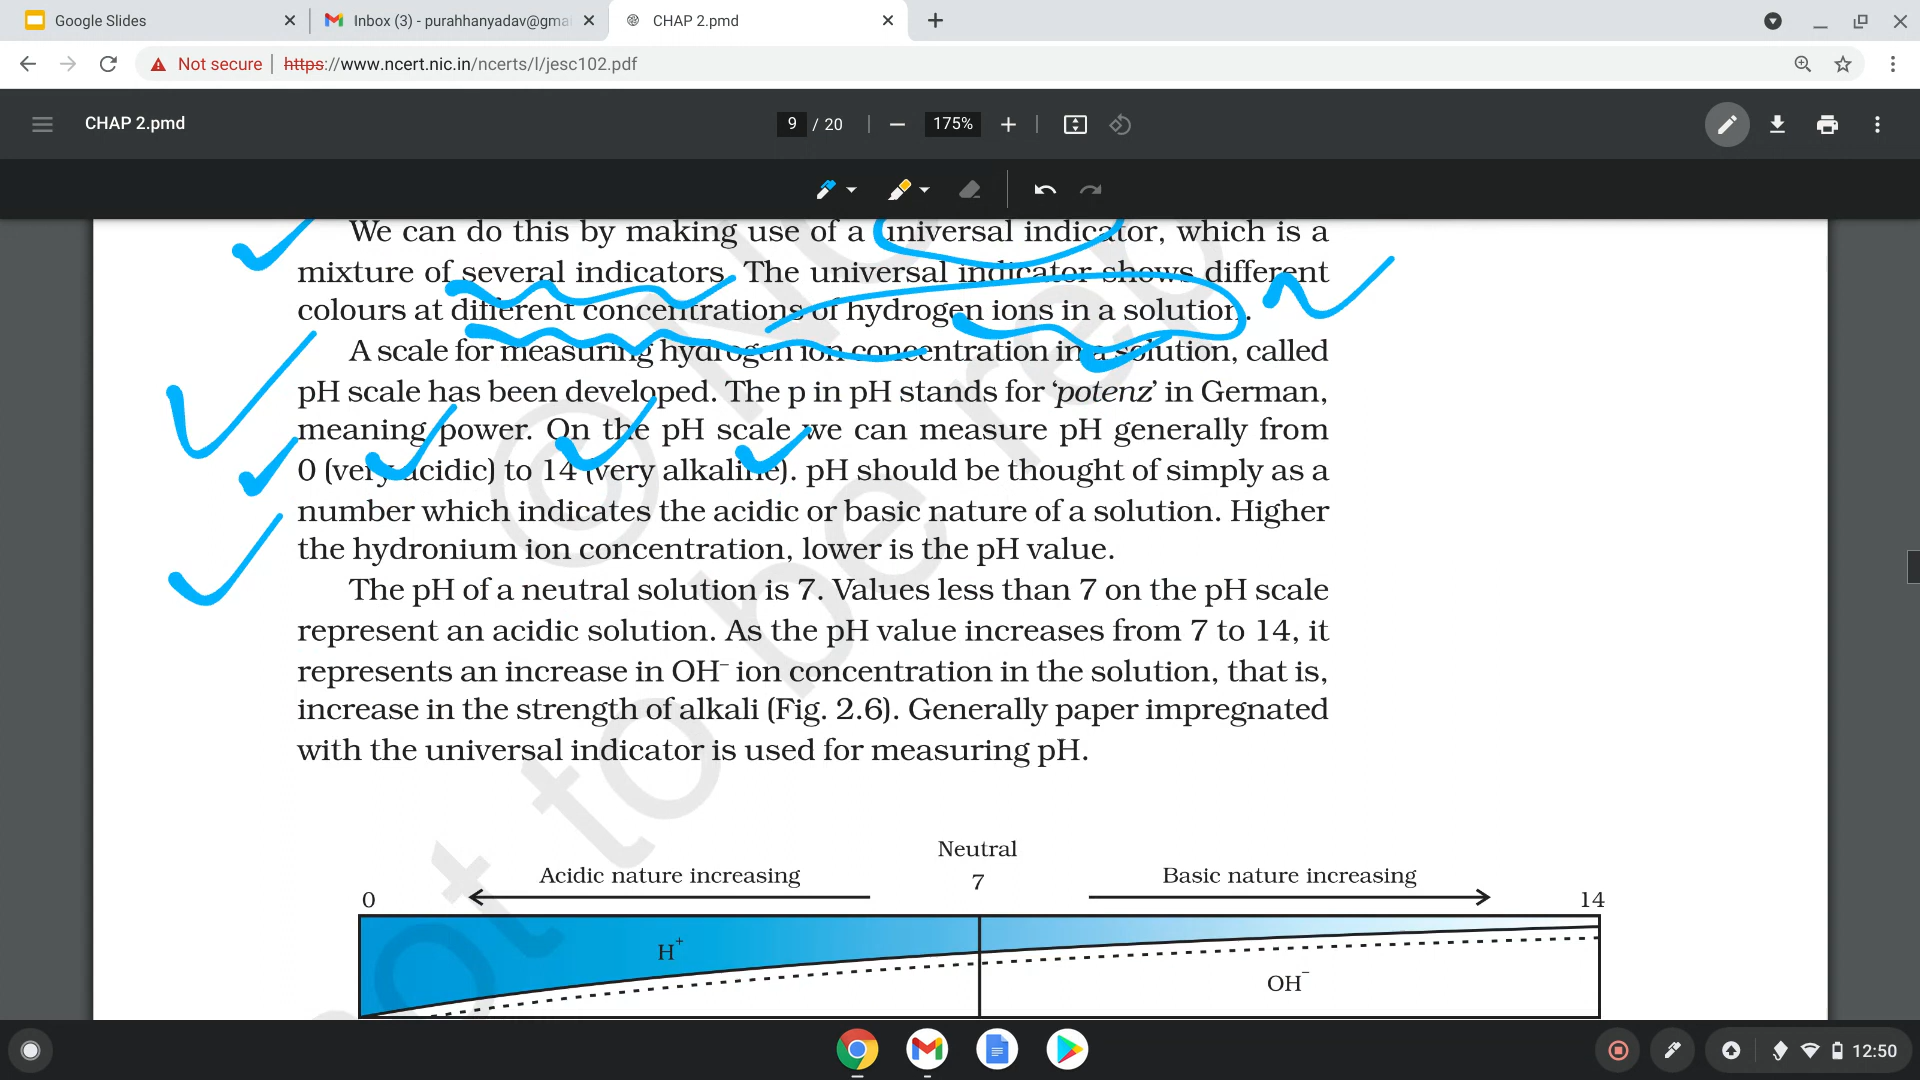 Google Slides
Inbox (3) - purahhanyadav@gma
CHAP 2.pmd
Not secure
https://www.ncert.nic.in/ncerts/l/jesc102.pdf
CHAP 2.pmd
9 / 20
175%
We can do this by making use of a universal indicator, which is a
mixture of several indicators. The universal indicator shows different
colours at different concentrations of hydrogen ions in a solution.
A scale for measuring hydrogen ion concentration in a solution, called
pH scale has been developed. The p in pH stands for ‘potenz’ in German,
meaning power. On the pH scale we can measure pH generally from
0 (very acidic) to 14 (very alkaline). pH should be thought of simply as a
number which indicates the acidic or basic nature of a solution. Higher
the hydronium ion concentration, lower is the pH value.
The pH of a neutral solution is 7. Values less than 7 on the pH scale
represent an acidic solution. As the pH value increases from 7 to 14, it
represents an increase in OH⁻ ion concentration in the solution, that is,
increase in the strength of alkali (Fig. 2.6). Generally paper impregnated
with the universal indicator is used for measuring pH.
Neutral
Acidic nature increasing
7
Basic nature increasing
0
14
H⁺
OH⁻
not to be rep
12:50